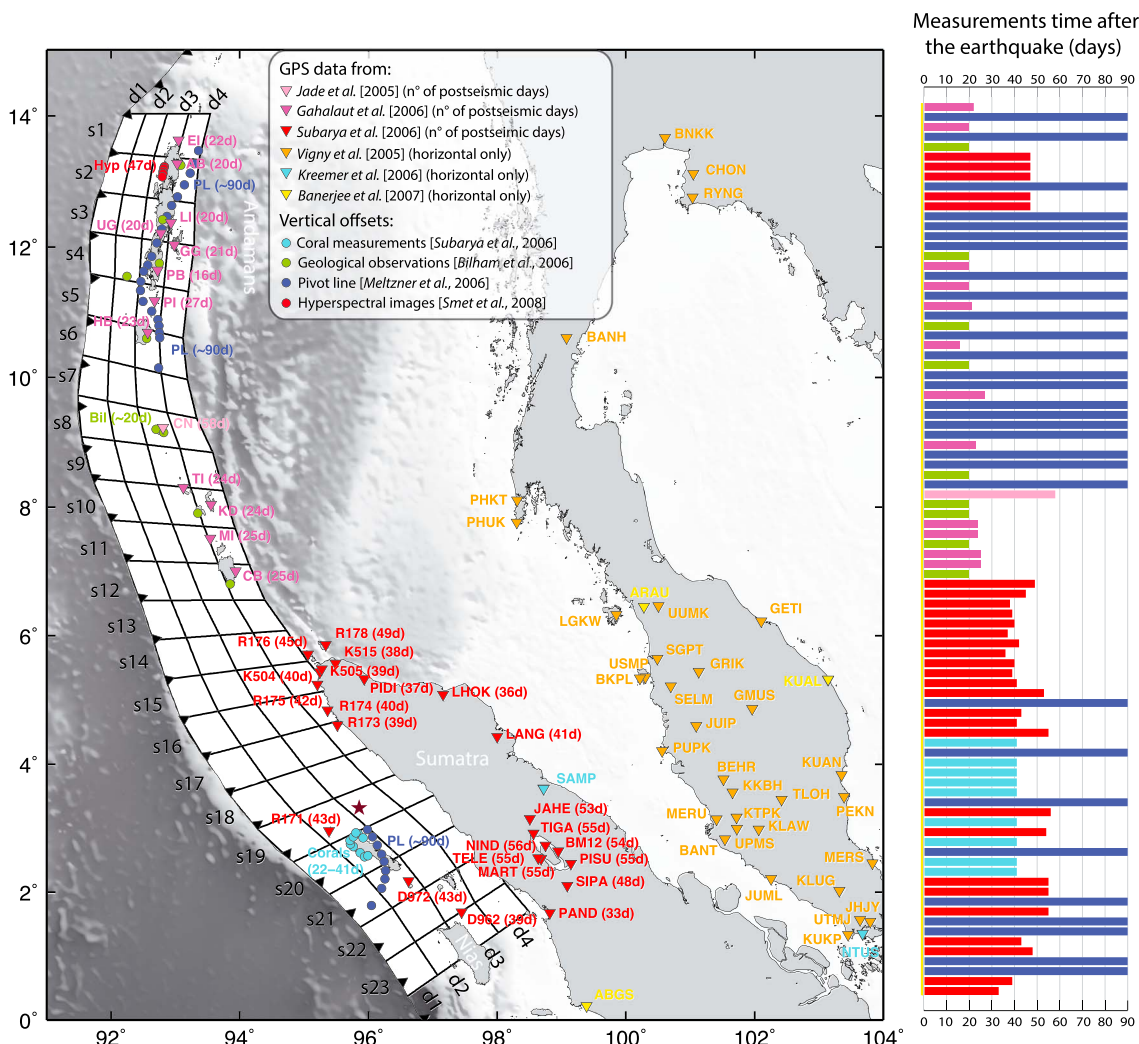 Measurements time after
the earthquake (days)
0 10 20 30 40 50 60 70 80 90
GPS data from:
Jade et al. [2005] (n° of postseismic days)
Gahalaut et al. [2006] (n° of postseismic days)
Subarya et al. [2006] (n° of postseismic days)
Vigny et al. [2005] (horizontal only)
Kreemer et al. [2006] (horizontal only)
Banerjee et al. [2007] (horizontal only)
Vertical offsets:
Coral measurements [Subarya et al., 2006]
Geological observations [Bilham et al., 2006]
Pivot line [Meltzner et al., 2006]
Hyperspectral images [Smet et al., 2008]
d1
d2
d3
d4
14°
12°
10°
8°
6°
4°
2°
0°
s1
s2
s3
s4
s5
s6
s7
s8
s9
s10
s11
s12
s13
s14
s15
s16
s17
s18
s19
s20
s21
s22
s23
EI (22d)
Hyp (47d)
AB (20d)
PL (~90d)
LI (20d)
UG (20d)
GG (21d)
PB (16d)
PI (27d)
HB (23d)
PL (~90d)
Andamans
Bil (~20d)
CN (58d)
TI (24d)
KD (24d)
MI (25d)
CB (25d)
R176 (45d)
R178 (49d)
K515 (38d)
K504 (40d)
K505 (39d)
PIDI (37d)
LHOK (36d)
R175 (42d)
R174 (40d)
R173 (39d)
LANG (41d)
Sumatra
SAMP
JAHE (53d)
R171 (43d)
TIGA (55d)
PL (~90d)
NIND (56d)
BM12 (54d)
Corals
(22–41d)
TELE (55d)
PISU (55d)
MART (55d)
SIPA (48d)
D972 (43d)
D962 (39d)
PAND (33d)
Nias
d1
d2
d3
d4
ABGS
BNKK
CHON
RYNG
BANH
PHKT
PHUK
ARAU
UUMK
LGKW
GETI
SGPT
USMP
GRIK
BKPL
KUAL
SELM
GMUS
JUIP
PUPK
BEHR
KUAN
KKBH
TLOH
PEKN
MERU
KTPK
KLAW
UPMS
BANT
MERS
KLUG
JUML
JHJY
UTMJ
KUKP
NTUS
92° 94° 96° 98° 100° 102° 104°
0 10 20 30 40 50 60 70 80 90